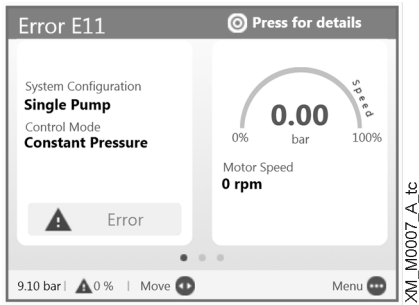 Error E11
Press for details
System Configuration
Single Pump
Control Mode
Constant Pressure
Error
Speed
0.00
0%
bar
100%
Motor Speed
0 rpm
9.10 bar | 0 % | Move
Menu
XM_M0007_A_tc